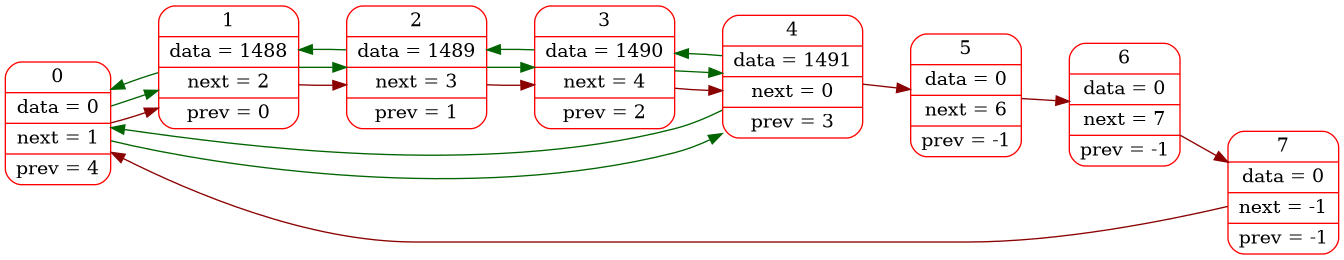 0
data = 0
next = 1
prev = 4
1
data = 1488
next = 2
prev = 0
2
data = 1489
next = 3
prev = 1
3
data = 1490
next = 4
prev = 2
4
data = 1491
next = 0
prev = 3
5
data = 0
next = 6
prev = -1
6
data = 0
next = 7
prev = -1
7
data = 0
next = -1
prev = -1